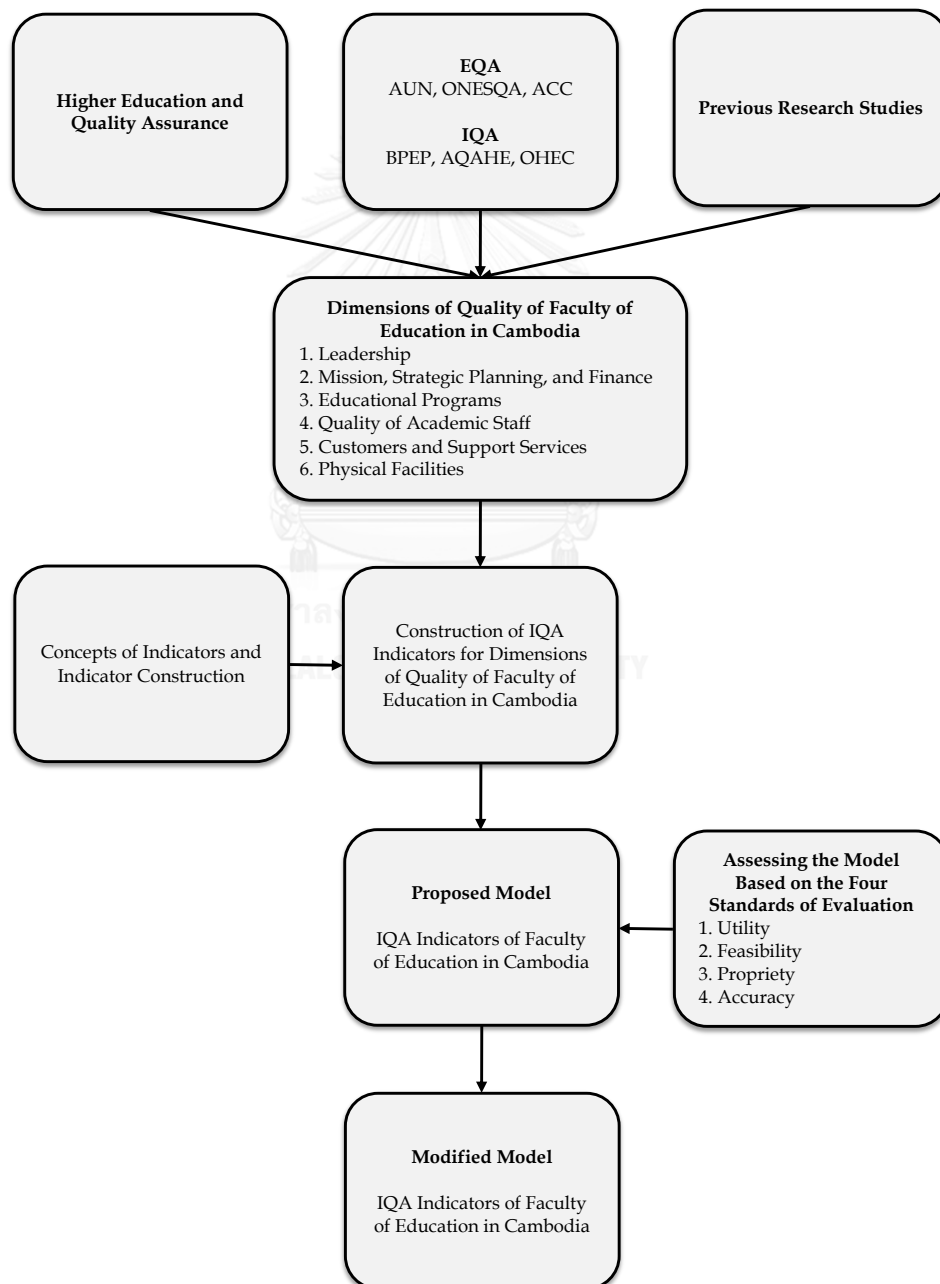 Higher Education and
Quality Assurance
EQA
AUN, ONESQA, ACC
IQA
BPEP, AQAHE, OHEC
Previous Research Studies
Dimensions of Quality of Faculty of
Education in Cambodia
1. Leadership
2. Mission, Strategic Planning, and Finance
3. Educational Programs
4. Quality of Academic Staff
5. Customers and Support Services
6. Physical Facilities
Concepts of Indicators and
Indicator Construction
Construction of IQA
Indicators for Dimensions
of Quality of Faculty of
Education in Cambodia
Proposed Model
IQA Indicators of Faculty
of Education in Cambodia
Assessing the Model
Based on the Four
Standards of Evaluation
1. Utility
2. Feasibility
3. Propriety
4. Accuracy
Modified Model
IQA Indicators of Faculty
of Education in Cambodia